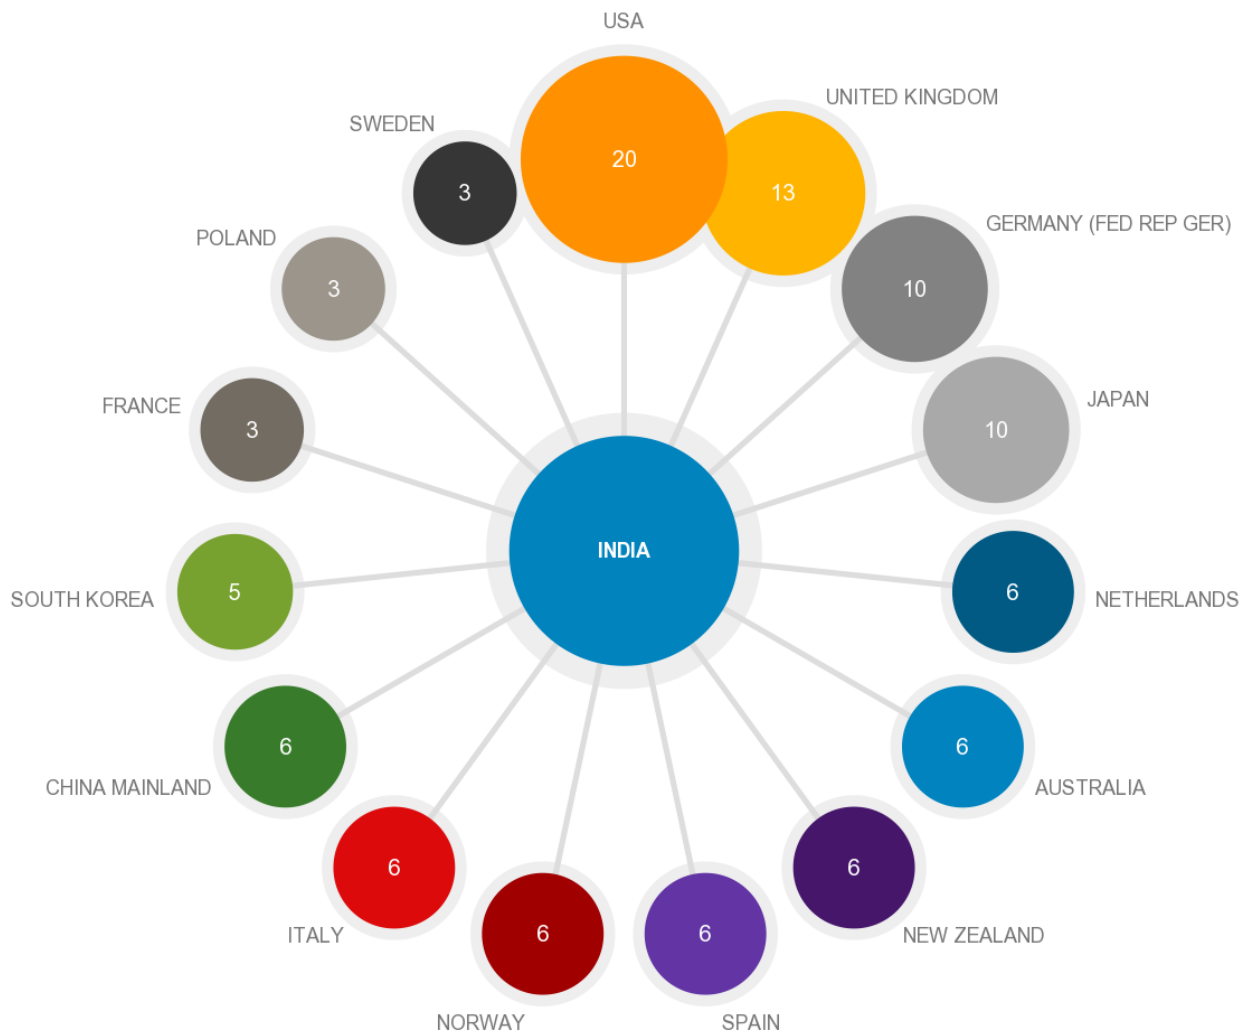 USA
20
UNITED KINGDOM
13
GERMANY (FED REP GER)
10
JAPAN
10
NETHERLANDS
6
AUSTRALIA
6
NEW ZEALAND
6
SPAIN
6
NORWAY
6
ITALY
6
CHINA MAINLAND
6
SOUTH KOREA
5
FRANCE
3
POLAND
3
SWEDEN
3
INDIA